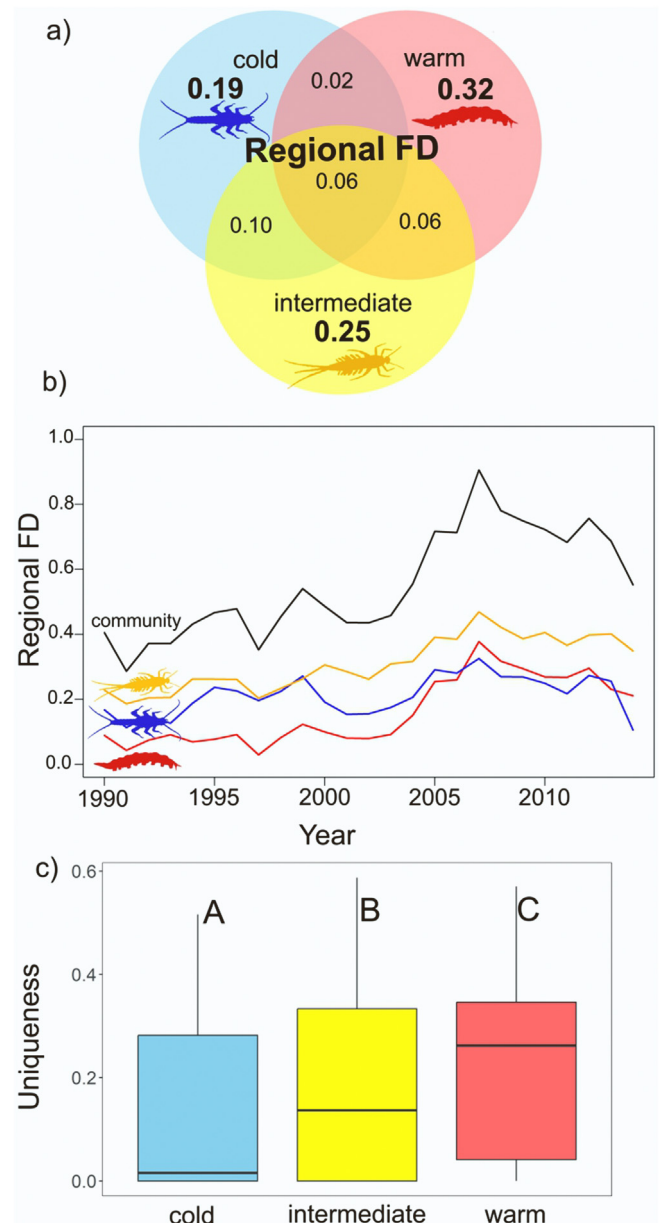 a)
cold
warm
0.19
0.02
0.32
Regional FD
0.06
0.10
0.06
intermediate
0.25
b)
1.0
0.8
0.6
0.4
0.2
0.0
Regional FD
community
1990
1995
2000
2005
2010
Year
c)
0.6
0.4
0.2
0.0
Uniqueness
A
B
C
cold
intermediate
warm